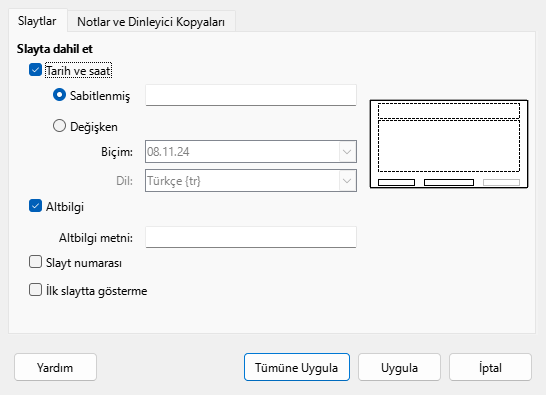 Slaytlar
Notlar ve Dinleyici Kopyaları
Slayta dahil et
Tarih ve saat
Sabitlenmiş
Değişken
Biçim: 08.11.24
Dil: Türkçe {tr}
Altbilgi
Altbilgi metni:
Slayt numarası
İlk slaytta gösterme
Yardım
Tümüne Uygula
Uygula
İptal